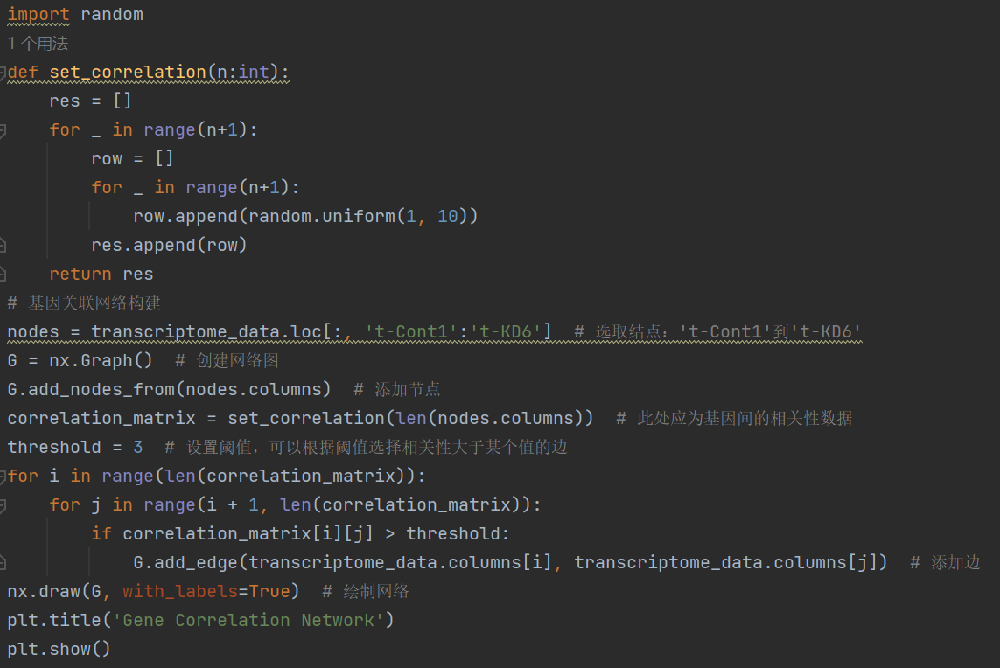 import random
1 个用法
def set_correlation(n:int):
    res = []
    for _ in range(n+1):
        row = []
        for _ in range(n+1):
            row.append(random.uniform(1, 10))
        res.append(row)
    return res
# 基因关联网络构建
nodes = transcriptome_data.loc[:, 't-Cont1':'t-KD6']  # 选取结点：'t-Cont1'到't-KD6'
G = nx.Graph()  # 创建网络图
G.add_nodes_from(nodes.columns)  # 添加节点
correlation_matrix = set_correlation(len(nodes.columns))  # 此处应为基因间的相关性数据
threshold = 3  # 设置阈值，可以根据阈值选择相关性大于某个值的边
for i in range(len(correlation_matrix)):
    for j in range(i + 1, len(correlation_matrix)):
        if correlation_matrix[i][j] > threshold:
            G.add_edge(transcriptome_data.columns[i], transcriptome_data.columns[j])  # 添加边
nx.draw(G, with_labels=True)  # 绘制网络
plt.title('Gene Correlation Network')
plt.show()